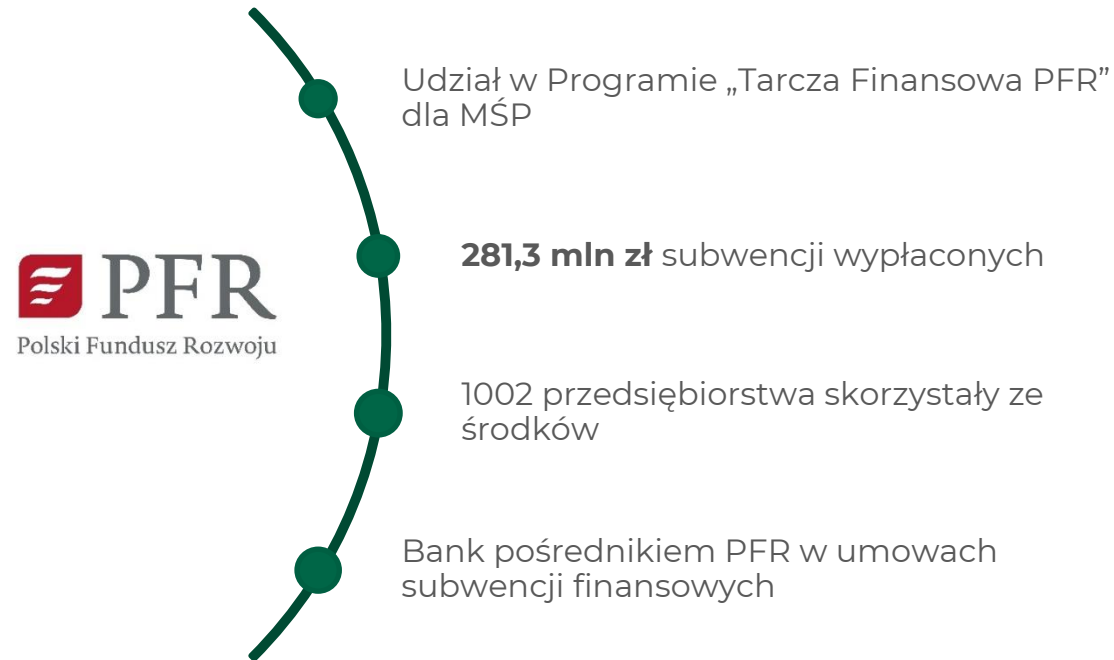 Udział w Programie „Tarcza Finansowa PFR”
dla MŚP
281,3 mln zł subwencji wypłaconych
PFR
Polski Fundusz Rozwoju
1002 przedsiębiorstwa skorzystały ze
środków
Bank pośrednikiem PFR w umowach
subwencji finansowych